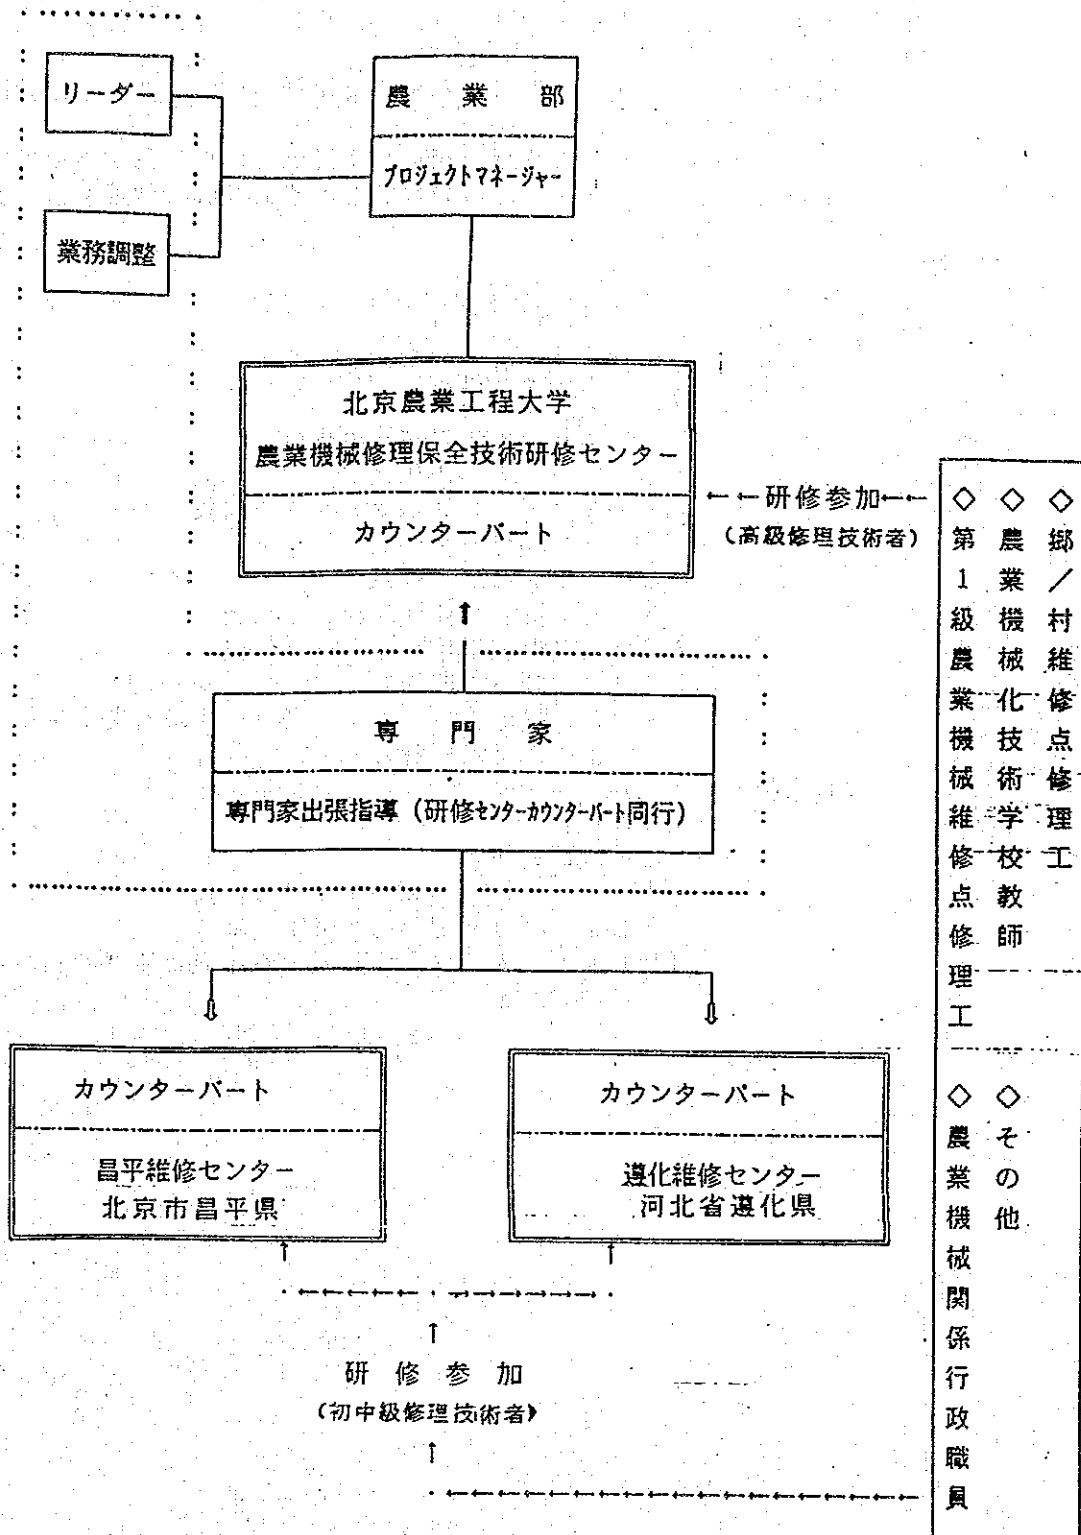 リーダー
業務調整
農業部
プロジェクトマネージャー
北京農業工程大学
農業機械修理保全技術研修センター
カウンターパート
研修参加
(高級修理技術者)
専門家
専門家出張指導(研修センターカウンターパート同行)
カウンターパート
昌平維修センター
北京市昌平県
カウンターパート
遵化維修センター
河北省遵化県
研修参加
(初中級修理技術者)
◇郷/村維修点修理工
◇農業機械化技術学校教師
◇第1級農業機械維修点修理工
◇その他
◇農業機械関係行政職員